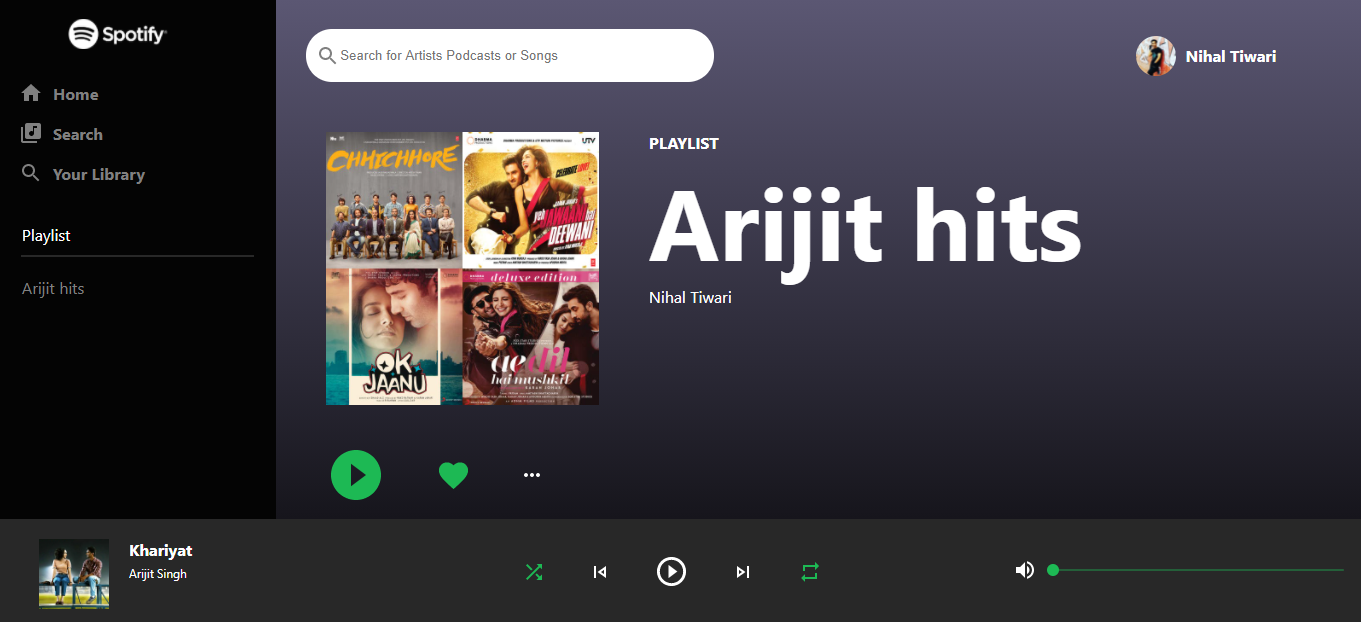 Spotify
Home
Search
Your Library
Playlist
Arijit hits
Search for Artists Podcasts or Songs
Nihal Tiwari
CHHICHHORE
UTV
yeh
JAWAANI hai
DEEWANI
OK
JAANU
deluxe edition
ae dil
hai mushkil
KARAN JOHAR
PLAYLIST
Arijit hits
Nihal Tiwari
Khariyat
Arijit Singh